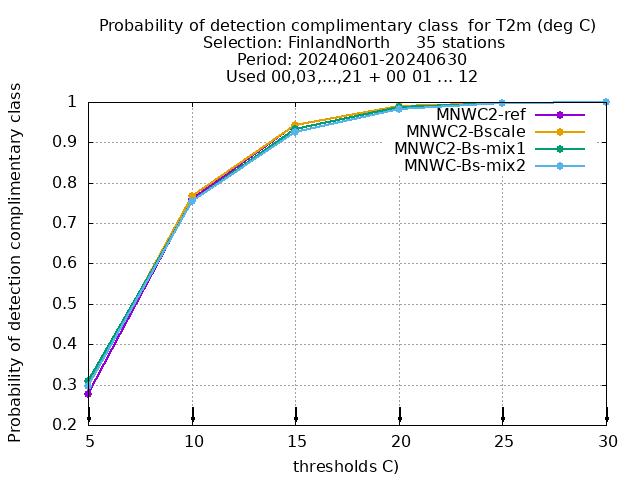 Probability of detection complimentary class  for T2m (deg C)
Selection: FinlandNorth     35 stations
Period: 20240601-20240630
Used 00,03,...,21 + 00 01 ... 12
Probability of detection complimentary class
1
0.9
0.8
0.7
0.6
0.5
0.4
0.3
0.2
MNWC2-ref
MNWC2-Bscale
MNWC2-Bs-mix1
MNWC-Bs-mix2
5 10 15 20 25 30
thresholds C)